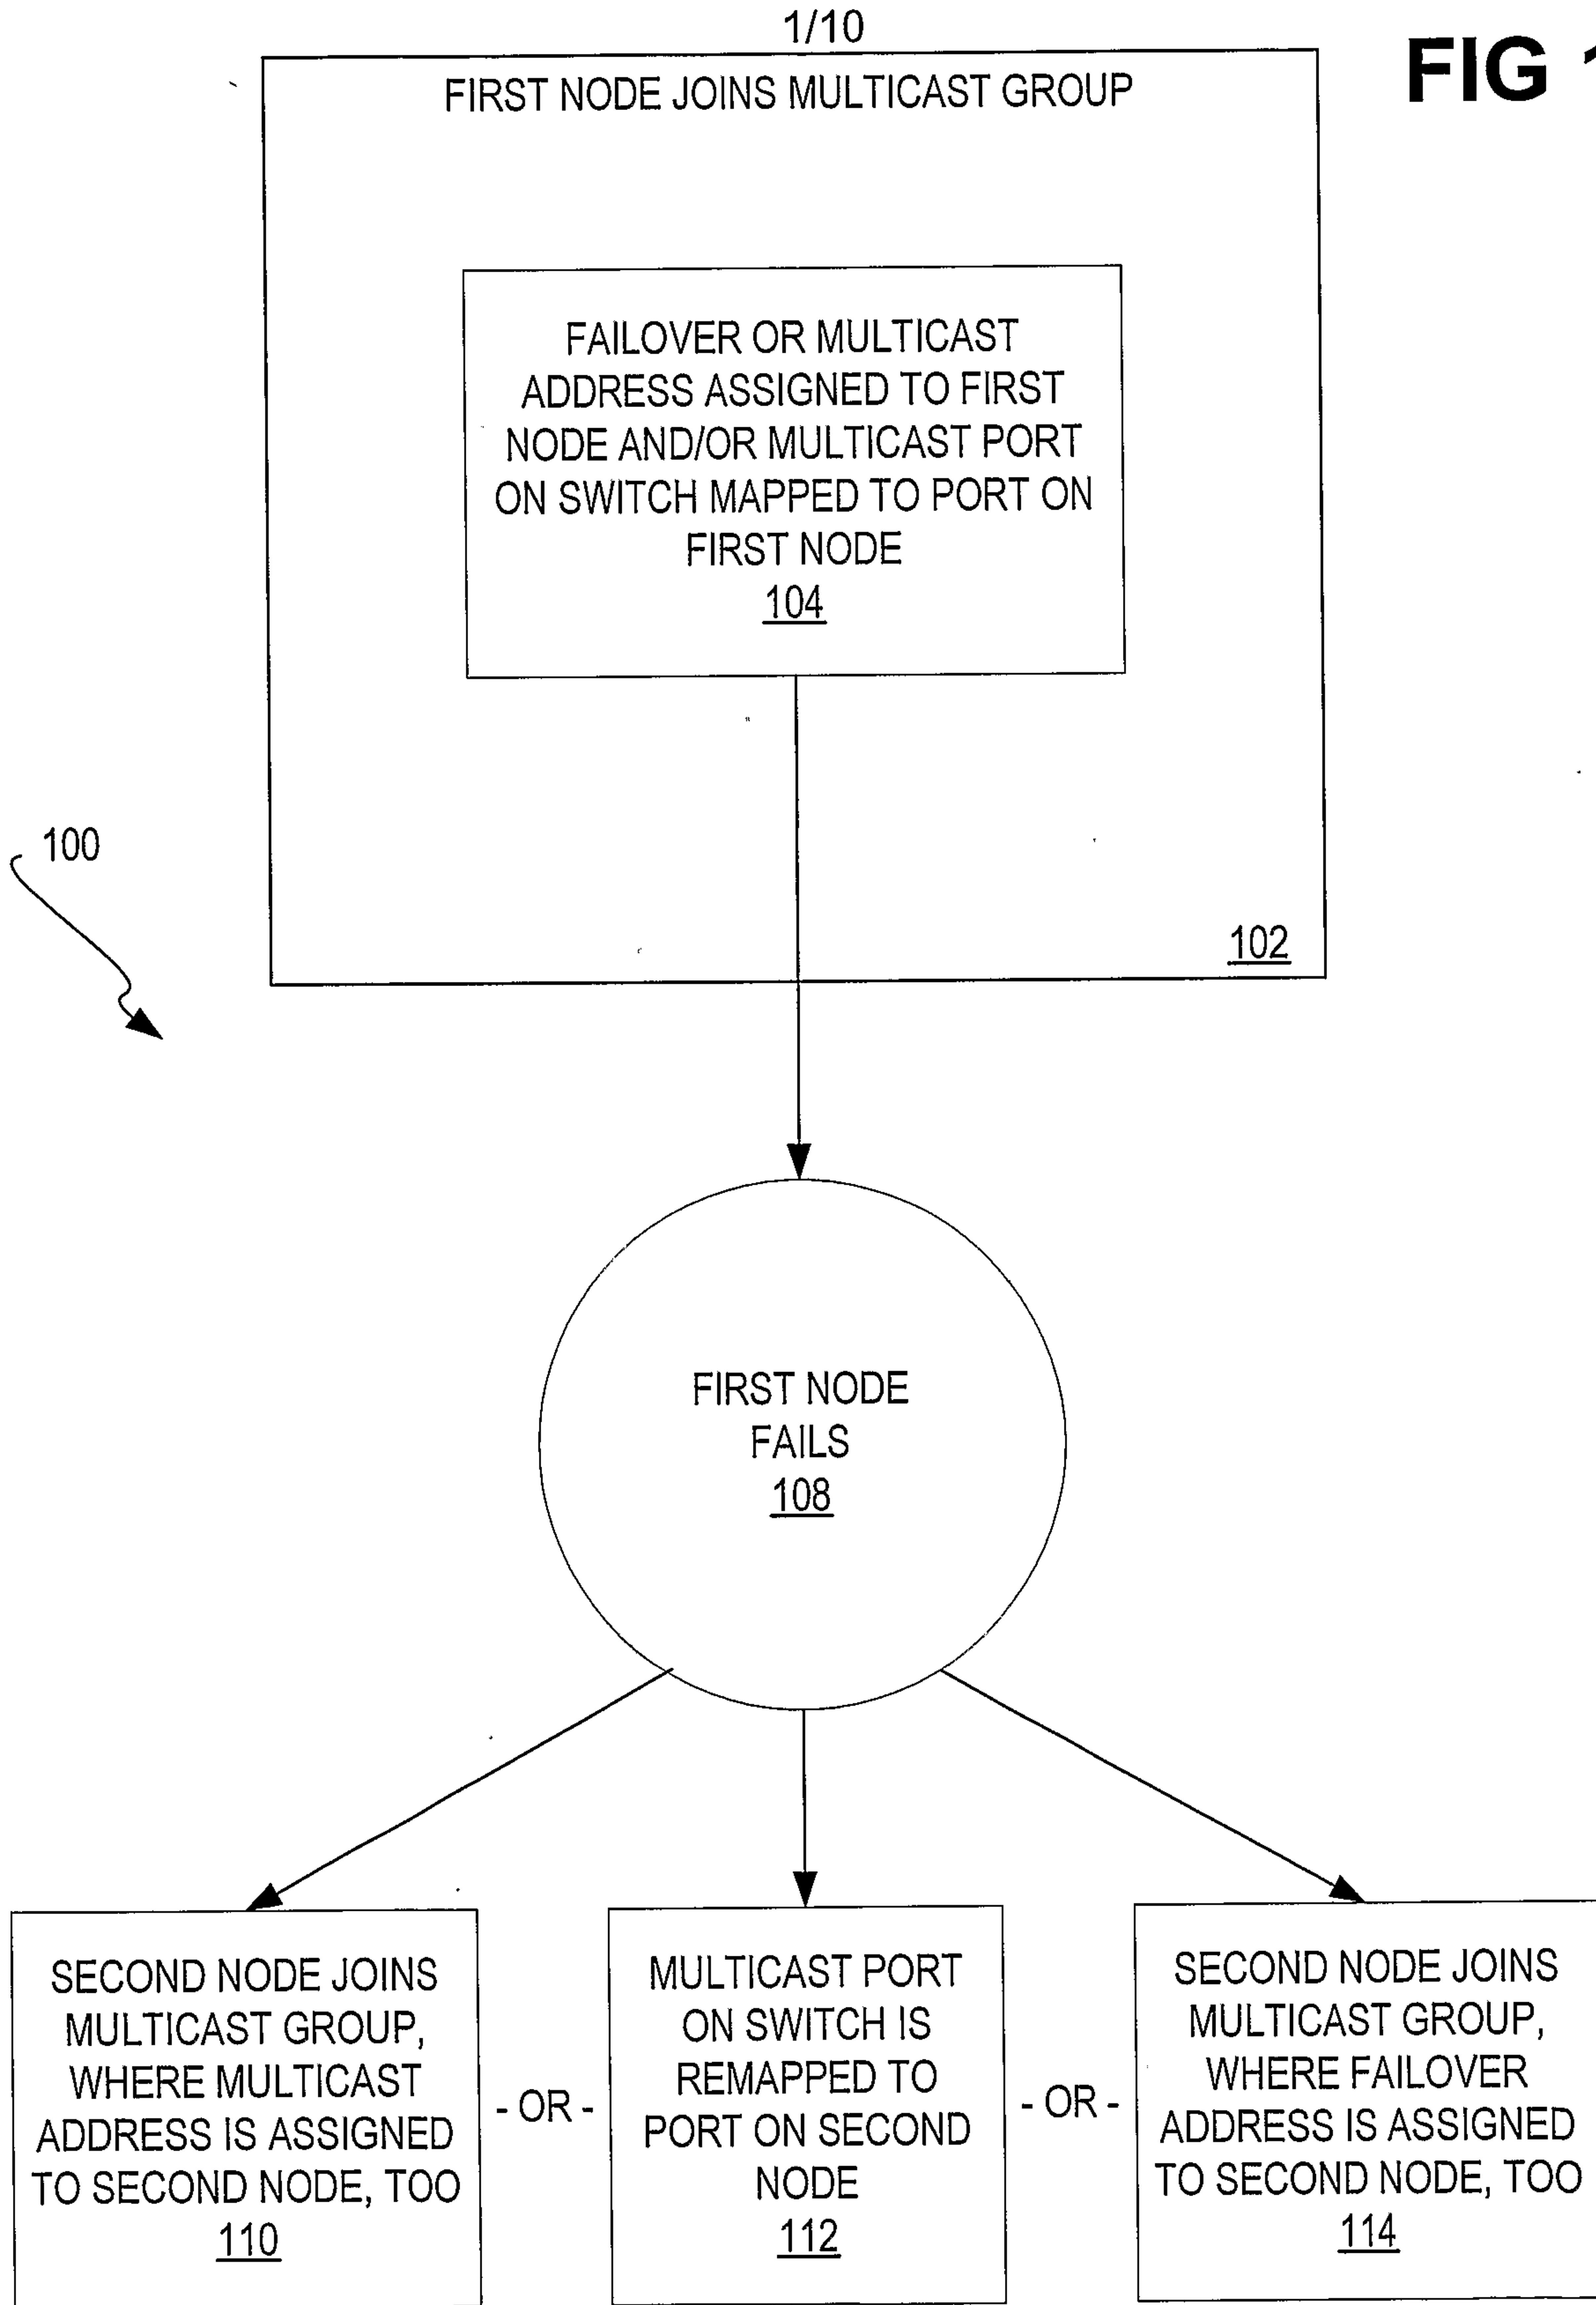 1/10
FIG 1
FIRST NODE JOINS MULTICAST GROUP
FAILOVER OR MULTICAST
ADDRESS ASSIGNED TO FIRST
NODE AND/OR MULTICAST PORT
ON SWITCH MAPPED TO PORT ON
FIRST NODE
104
102
100
FIRST NODE
FAILS
108
SECOND NODE JOINS
MULTICAST GROUP,
WHERE MULTICAST
ADDRESS IS ASSIGNED
TO SECOND NODE, TOO
110
- OR -
MULTICAST PORT
ON SWITCH IS
REMAPPED TO
PORT ON SECOND
NODE
112
- OR -
SECOND NODE JOINS
MULTICAST GROUP,
WHERE FAILOVER
ADDRESS IS ASSIGNED
TO SECOND NODE, TOO
114